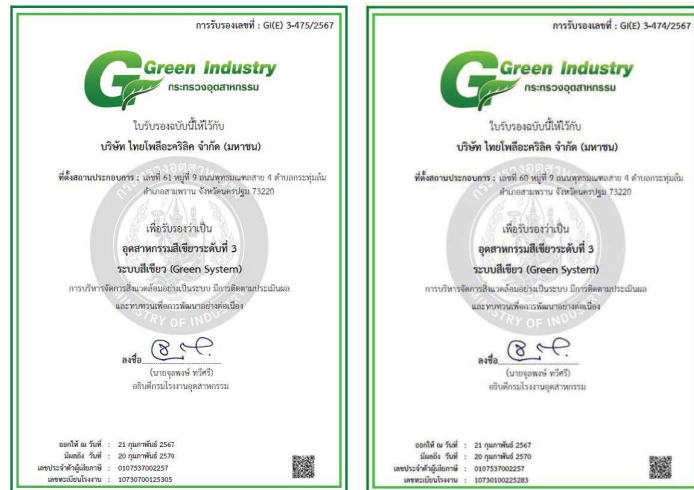 การรับรองเลขที่ : GI(E) 3-475/2567
Green Industry
กระทรวงอุตสาหกรรม
ใบรับรองฉบับนี้ให้ไว้กับ
บริษัท ไทยโพลีอะคริลิค จำกัด (มหาชน)
ที่ตั้งสถานประกอบการ : เลขที่ 61 หมู่ที่ 9 ถนนพุทธมณฑลสาย 4 ตำบลกระทุ่มล้ม
อำเภอสามพราน จังหวัดนครปฐม 73220
เพื่อรับรองว่าเป็น
อุตสาหกรรมสีเขียวระดับที่ 3
ระบบสีเขียว (Green System)
การบริหารจัดการสิ่งแวดล้อมอย่างเป็นระบบ มีการติดตามประเมินผล
และทบทวนเพื่อการพัฒนาอย่างต่อเนื่อง
ลงชื่อ
(นายจุลพงษ์ ทวีศรี)
อธิบดีกรมโรงงานอุตสาหกรรม
ออกให้ ณ วันที่ : 21 กุมภาพันธ์ 2567
มีผลถึง วันที่ : 20 กุมภาพันธ์ 2570
เลขประจำตัวผู้เสียภาษี : 0107537002257
เลขทะเบียนโรงงาน : 10730700125305
การรับรองเลขที่ : GI(E) 3-474/2567
Green Industry
กระทรวงอุตสาหกรรม
ใบรับรองฉบับนี้ให้ไว้กับ
บริษัท ไทยโพลีอะคริลิค จำกัด (มหาชน)
ที่ตั้งสถานประกอบการ : เลขที่ 60 หมู่ที่ 9 ถนนพุทธมณฑลสาย 4 ตำบลกระทุ่มล้ม
อำเภอสามพราน จังหวัดนครปฐม 73220
เพื่อรับรองว่าเป็น
อุตสาหกรรมสีเขียวระดับที่ 3
ระบบสีเขียว (Green System)
การบริหารจัดการสิ่งแวดล้อมอย่างเป็นระบบ มีการติดตามประเมินผล
และทบทวนเพื่อการพัฒนาอย่างต่อเนื่อง
ลงชื่อ
(นายจุลพงษ์ ทวีศรี)
อธิบดีกรมโรงงานอุตสาหกรรม
ออกให้ ณ วันที่ : 21 กุมภาพันธ์ 2567
มีผลถึง วันที่ : 20 กุมภาพันธ์ 2570
เลขประจำตัวผู้เสียภาษี : 0107537002257
เลขทะเบียนโรงงาน : 10730100225283